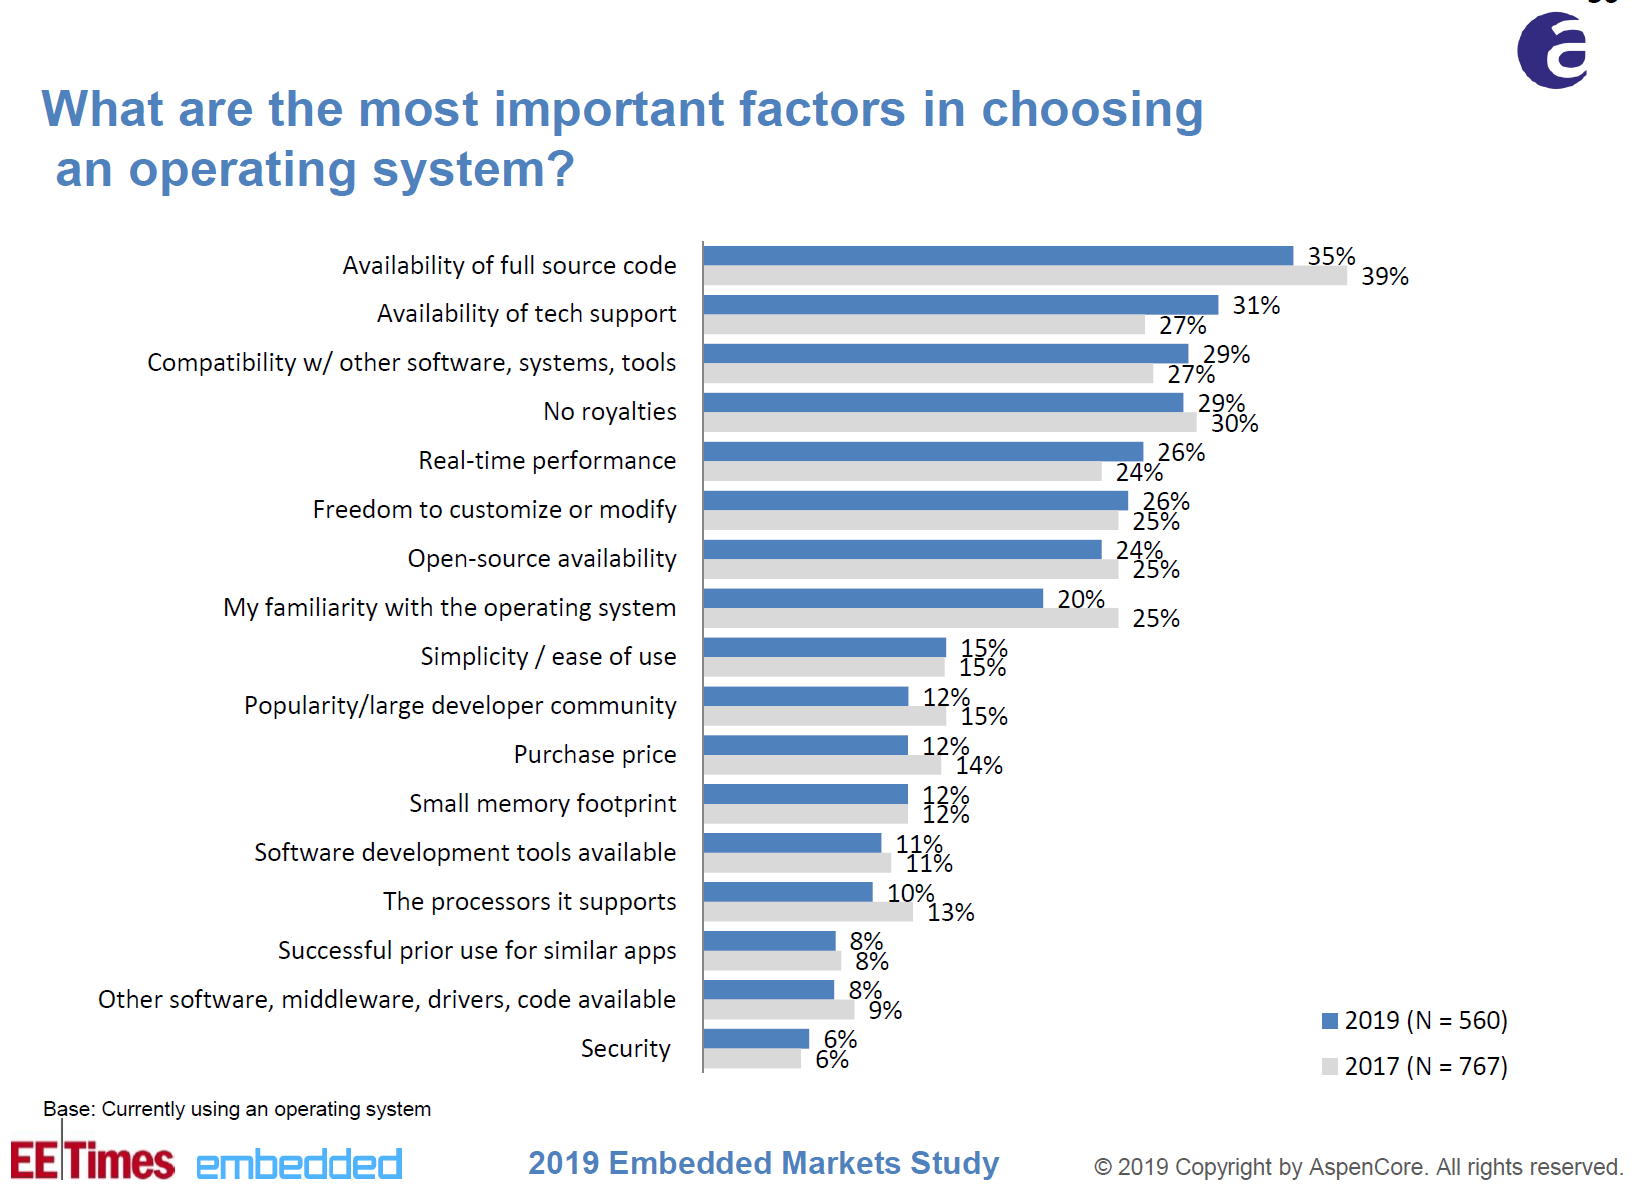 What are the most important factors in choosing
an operating system?
Availability of full source code
35%
39%
Availability of tech support
31%
27%
Compatibility w/ other software, systems, tools
29%
27%
No royalties
29%
30%
Real-time performance
26%
24%
Freedom to customize or modify
26%
25%
Open-source availability
24%
25%
My familiarity with the operating system
20%
25%
Simplicity / ease of use
15%
15%
Popularity/large developer community
12%
15%
Purchase price
12%
14%
Small memory footprint
12%
12%
Software development tools available
11%
11%
The processors it supports
10%
13%
Successful prior use for similar apps
8%
8%
Other software, middleware, drivers, code available
8%
9%
Security
6%
6%
2019 (N = 560)
2017 (N = 767)
Base: Currently using an operating system
EE|Times embedded 2019 Embedded Markets Study © 2019 Copyright by AspenCore. All rights reserved.